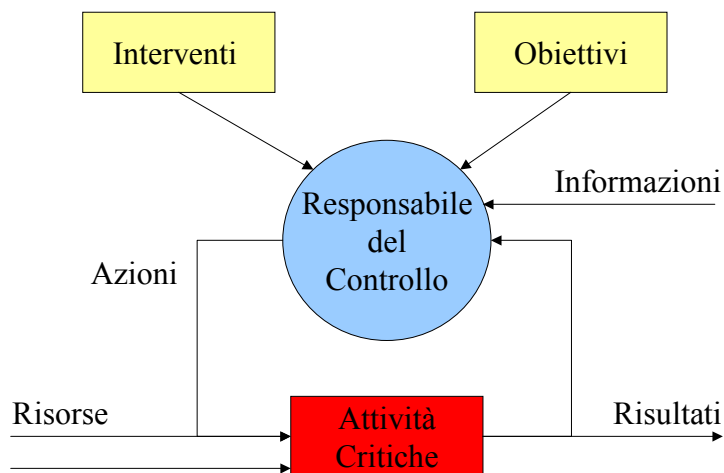 Interventi
Obiettivi
Informazioni
Responsabile
del
Controllo
Azioni
Risorse
Attività
Critiche
Risultati